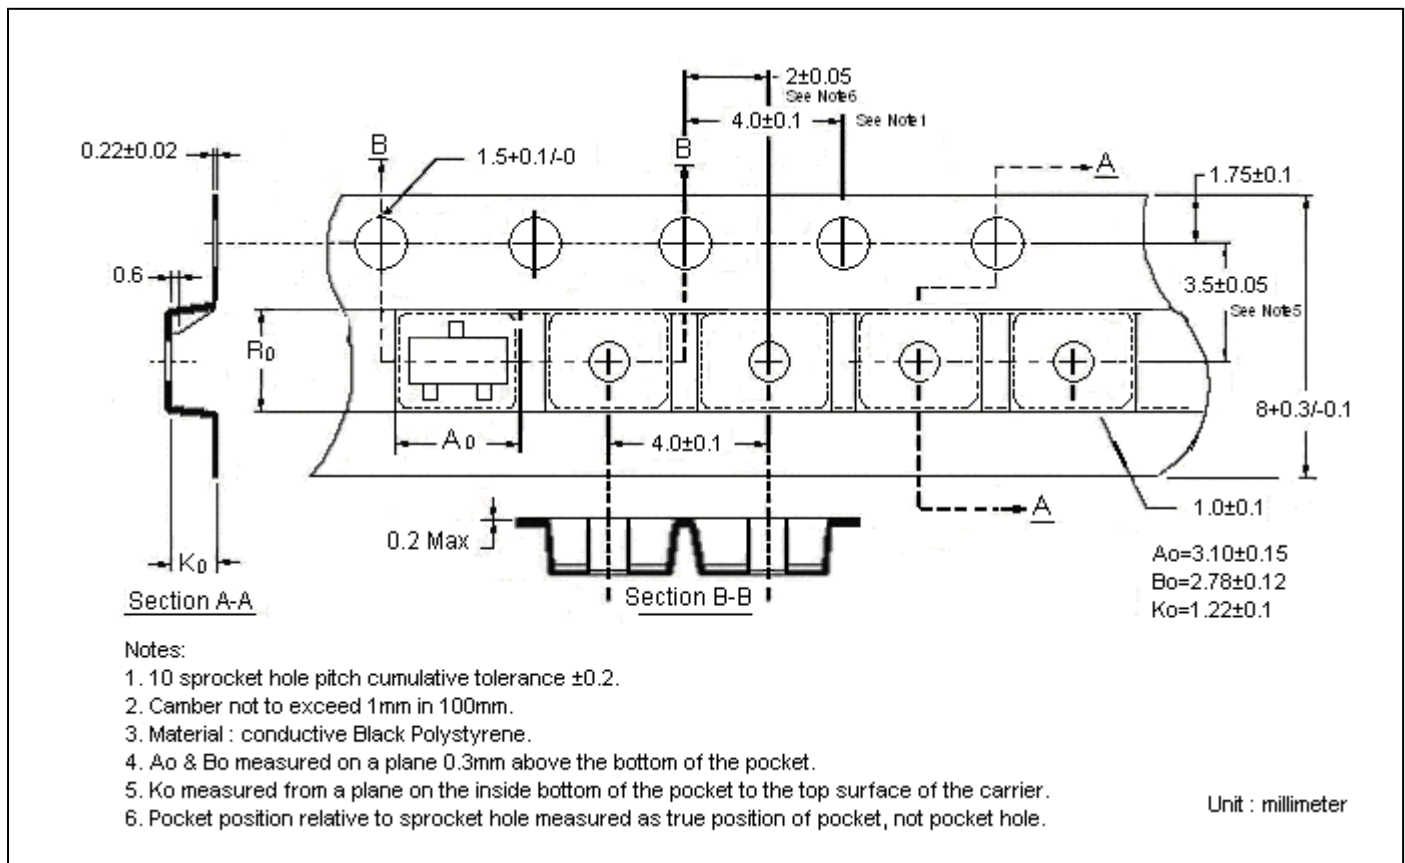 2±0.05
See Note6
4.0±0.1
See Note1
B
B
0.22±0.02
1.5+0.1/-0
A
1.75±0.1
0.6
3.5±0.05
See Note5
R0
8+0.3/-0.1
A0
4.0±0.1
A
1.0±0.1
0.2 Max
K0
Section A-A
Section B-B
Ao=3.10±0.15
Bo=2.78±0.12
Ko=1.22±0.1
Notes:
1. 10 sprocket hole pitch cumulative tolerance ±0.2.
2. Camber not to exceed 1mm in 100mm.
3. Material : conductive Black Polystyrene.
4. Ao & Bo measured on a plane 0.3mm above the bottom of the pocket.
5. Ko measured from a plane on the inside bottom of the pocket to the top surface of the carrier.
6. Pocket position relative to sprocket hole measured as true position of pocket, not pocket hole.
Unit : millimeter